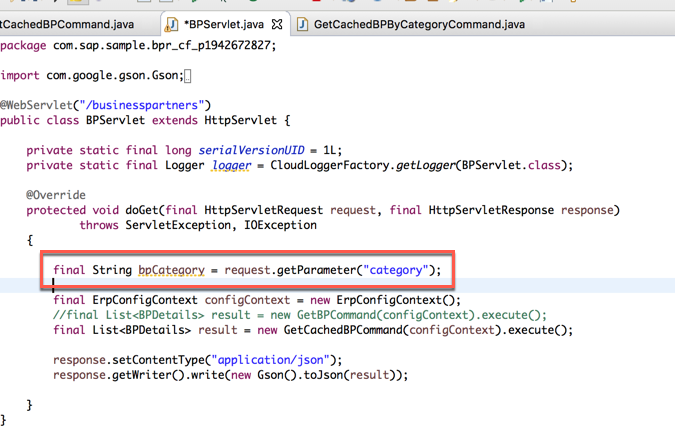 tCachedBPCommand.java
*BPServlet.java
GetCachedBPByCategoryCommand.java
package com.sap.sample.bpr_cf_p1942672827;
import com.google.gson.Gson;
@WebServlet("/businesspartners")
public class BPServlet extends HttpServlet {
private static final long serialVersionUID = 1L;
private static final Logger logger = CloudLoggerFactory.getLogger(BPServlet.class);
@Override
protected void doGet(final HttpServletRequest request, final HttpServletResponse response)
throws ServletException, IOException
{
final String bpCategory = request.getParameter("category");
final ErpConfigContext configContext = new ErpConfigContext();
//final List<BPDetails> result = new GetBPCommand(configContext).execute();
final List<BPDetails> result = new GetCachedBPCommand(configContext).execute();
response.setContentType("application/json");
response.getWriter().write(new Gson().toJson(result));
}
}